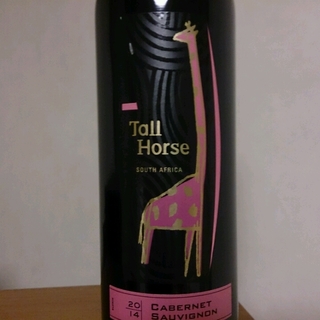 Tall
Horse
SOUTH AFRICA
20
14
CABERNET
SAUVIGNON